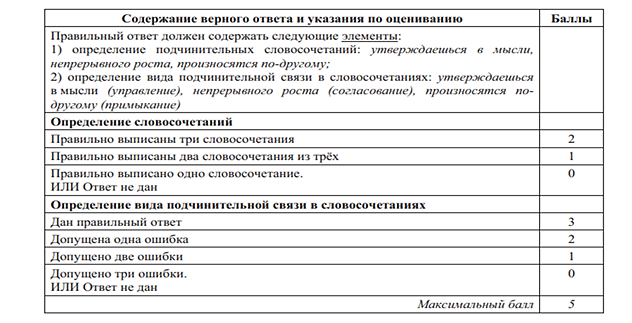 Содержание верного ответа и указания по оцениванию Баллы
Правильный ответ должен содержать следующие элементы:
1) определение подчинительных словосочетаний: утверждаешься в мысли,
непрерывного роста, произносятся по-другому;
2) определение вида подчинительной связи в словосочетаниях: утверждаешься
в мысли (управление), непрерывного роста (согласование), произносятся по-
другому (примыкание)
Определение словосочетаний
Правильно выписаны три словосочетания 2
Правильно выписаны два словосочетания из трёх 1
Правильно выписано одно словосочетание. 0
ИЛИ Ответ не дан
Определение вида подчинительной связи в словосочетаниях
Дан правильный ответ 3
Допущена одна ошибка 2
Допущено две ошибки 1
Допущено три ошибки. 0
ИЛИ Ответ не дан
Максимальный балл 5